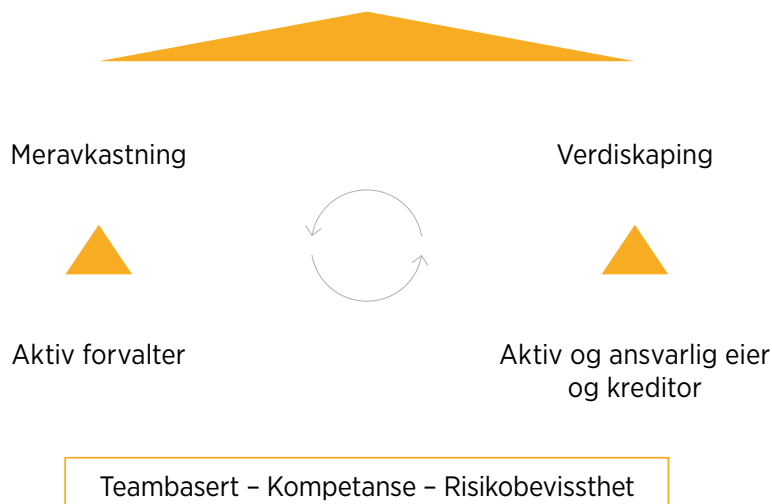 Meravkastning
Verdiskaping
Aktiv forvalter
Aktiv og ansvarlig eier
og kreditor
Teambasert – Kompetanse – Risikobevissthet